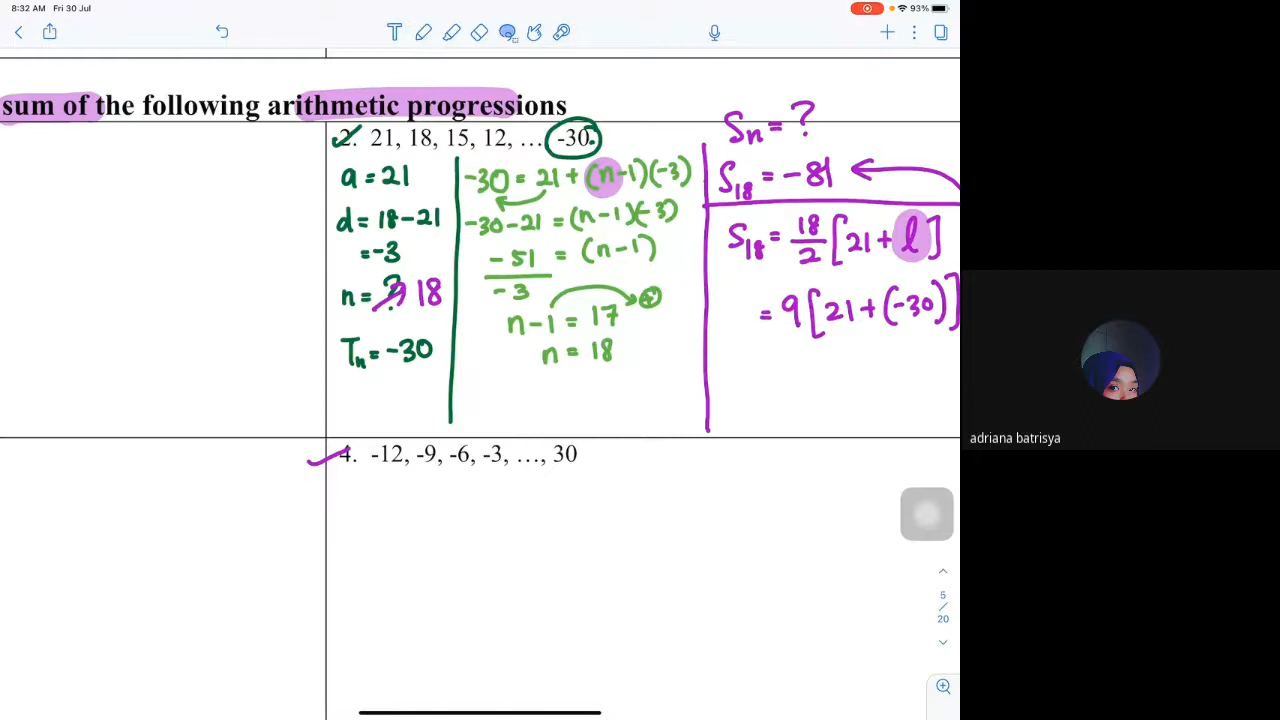 8:32 AM Fri 30 Jul
93%
sum of the following arithmetic progressions
2. 21, 18, 15, 12, …, -30.
a = 21
d = 18 - 21
= -3
n = ? 18
Tn = -30
-30 = 21 + (n-1)(-3)
-30 - 21 = (n-1)(-3)
-51/-3 = (n-1)
n - 1 = 17
n = 18
Sn = ?
S18 = -81
S18 = 18/2 [21 + l]
= 9[21 + (-30)]
4. -12, -9, -6, -3, …, 30
5
/
20
adriana batrisya